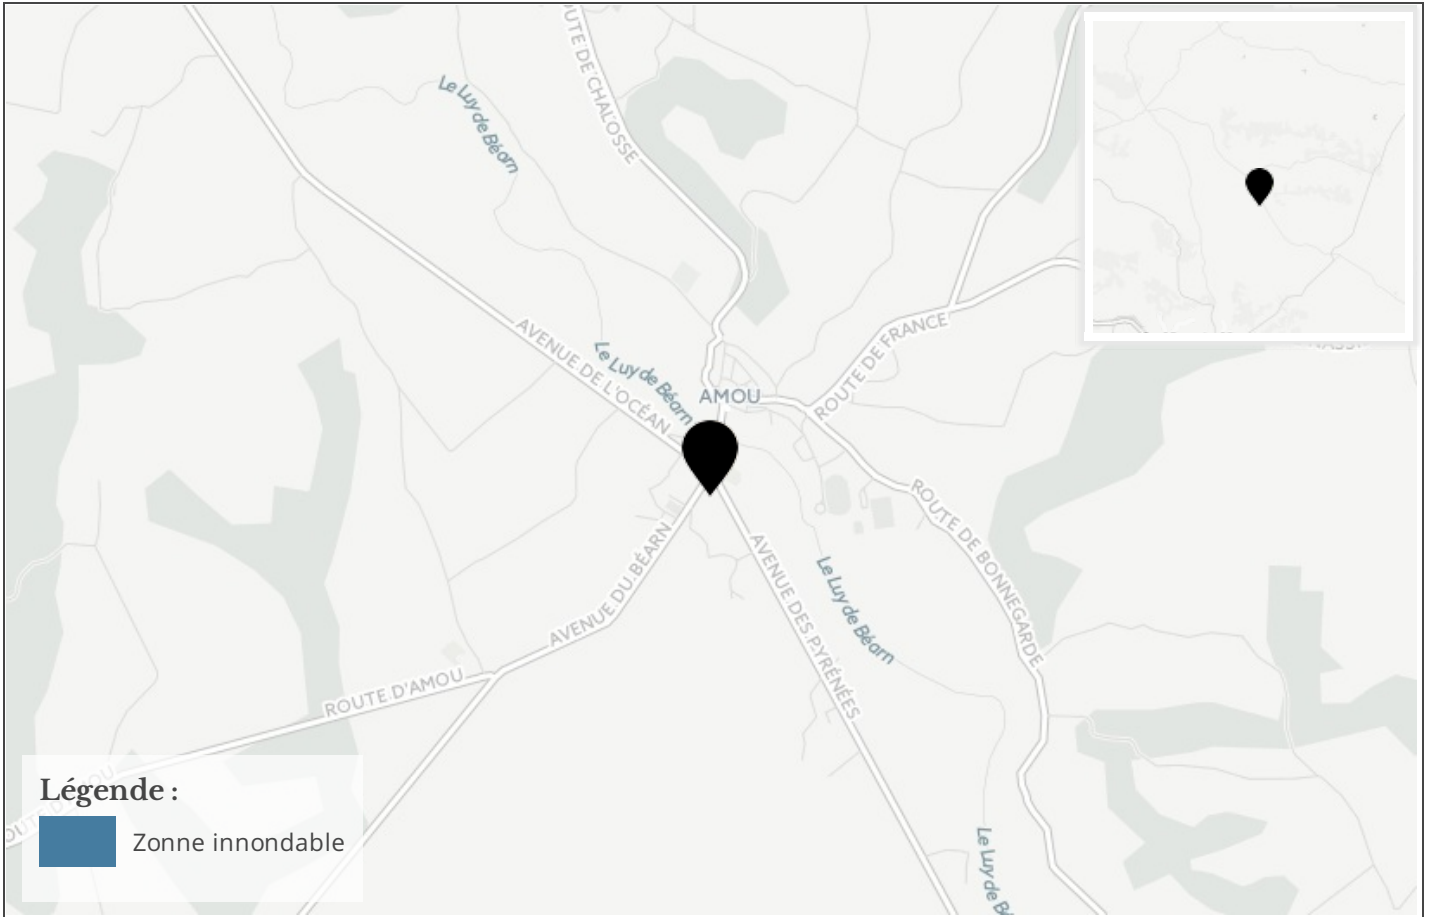 ROUTE DE CHALOSSE
Le Luy de Béarn
AVENUE DE L'OCÉAN
Le Luy de Béarn
AMOU
ROUTE DE FRANCE
ROUTE DE BONNEGARDE
AVENUE DU BÉARN
AVENUE DES PYRÉNÉES
Le Luy de Béarn
ROUTE D'AMOU
Légende :
Zonne innondable
Le Luy de Bé